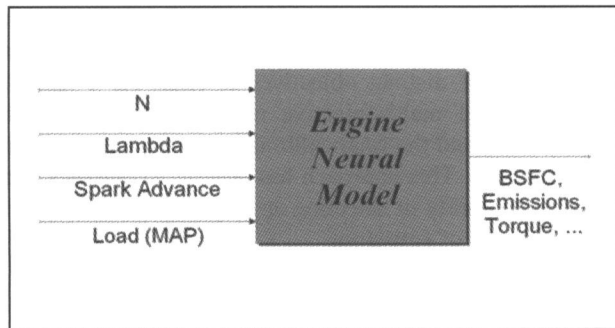 N
Lambda
Spark Advance
Load (MAP)
Engine
Neural
Model
BSFC,
Emissions,
Torque, ...